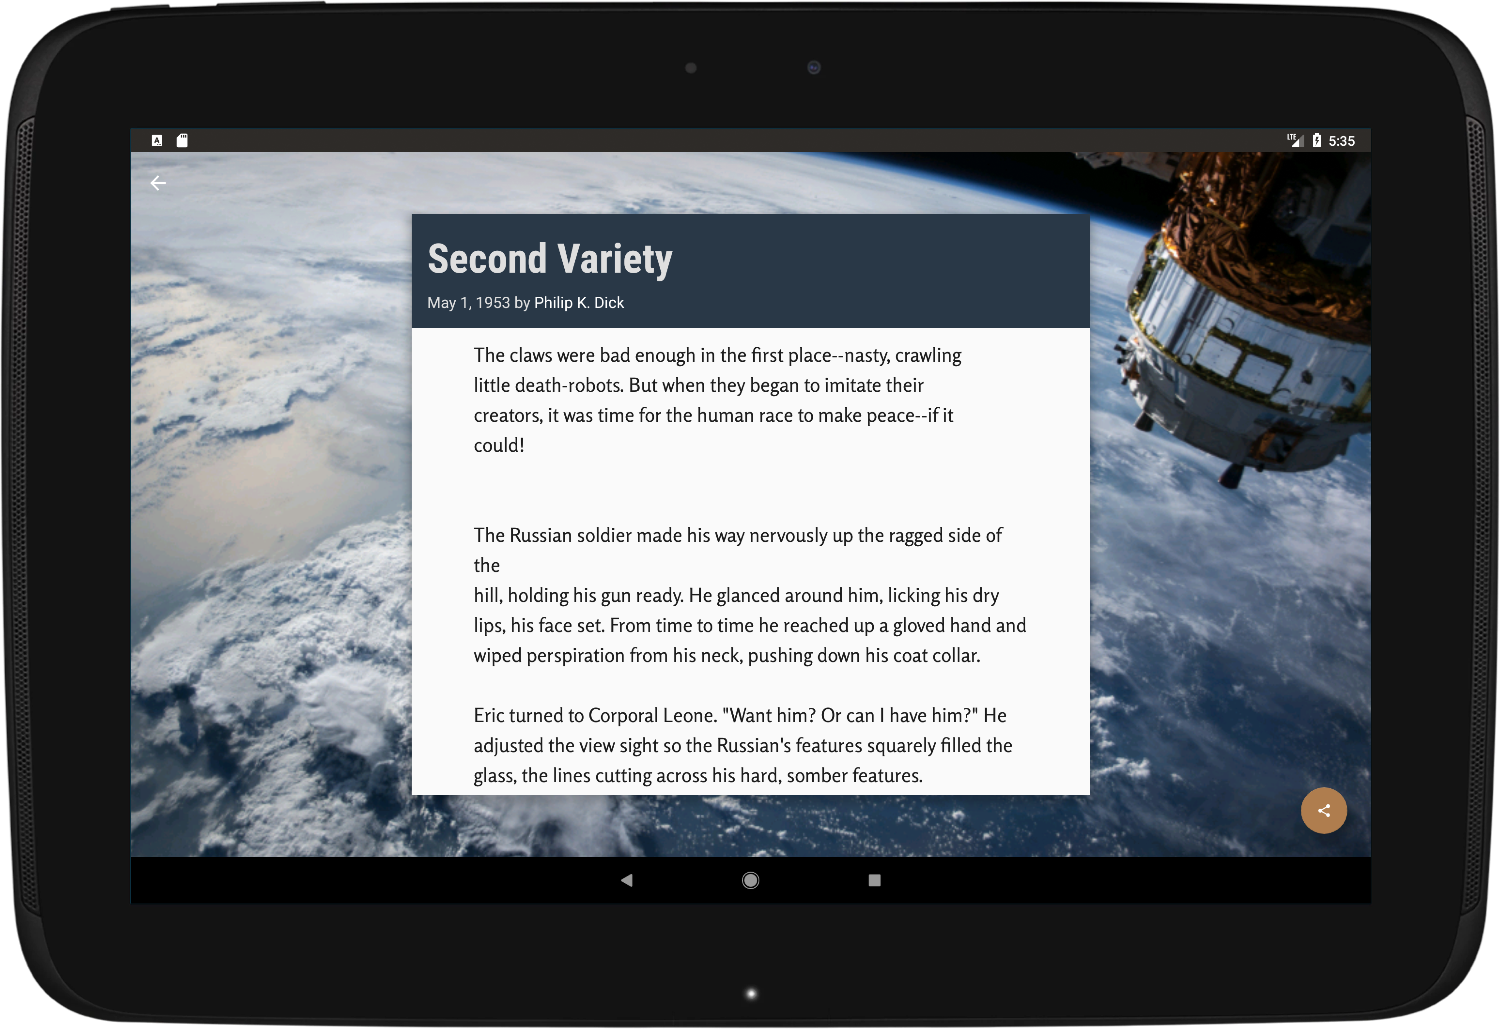 LTE 5:35
Second Variety
May 1, 1953 by Philip K. Dick
The claws were bad enough in the first place--nasty, crawling
little death-robots. But when they began to imitate their
creators, it was time for the human race to make peace--if it
could!
The Russian soldier made his way nervously up the ragged side of
the
hill, holding his gun ready. He glanced around him, licking his dry
lips, his face set. From time to time he reached up a gloved hand and
wiped perspiration from his neck, pushing down his coat collar.
Eric turned to Corporal Leone. "Want him? Or can I have him?" He
adjusted the view sight so the Russian's features squarely filled the
glass, the lines cutting across his hard, somber features.